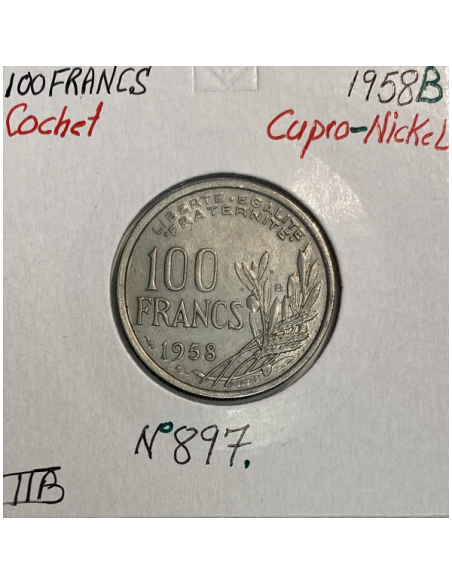 100 FRANCS 1958B
Cochet Cupro-Nickel
LIBERTE · EGALITE
· FRATERNITE ·
100
B
FRANCS
1958
N° 897.
TTB